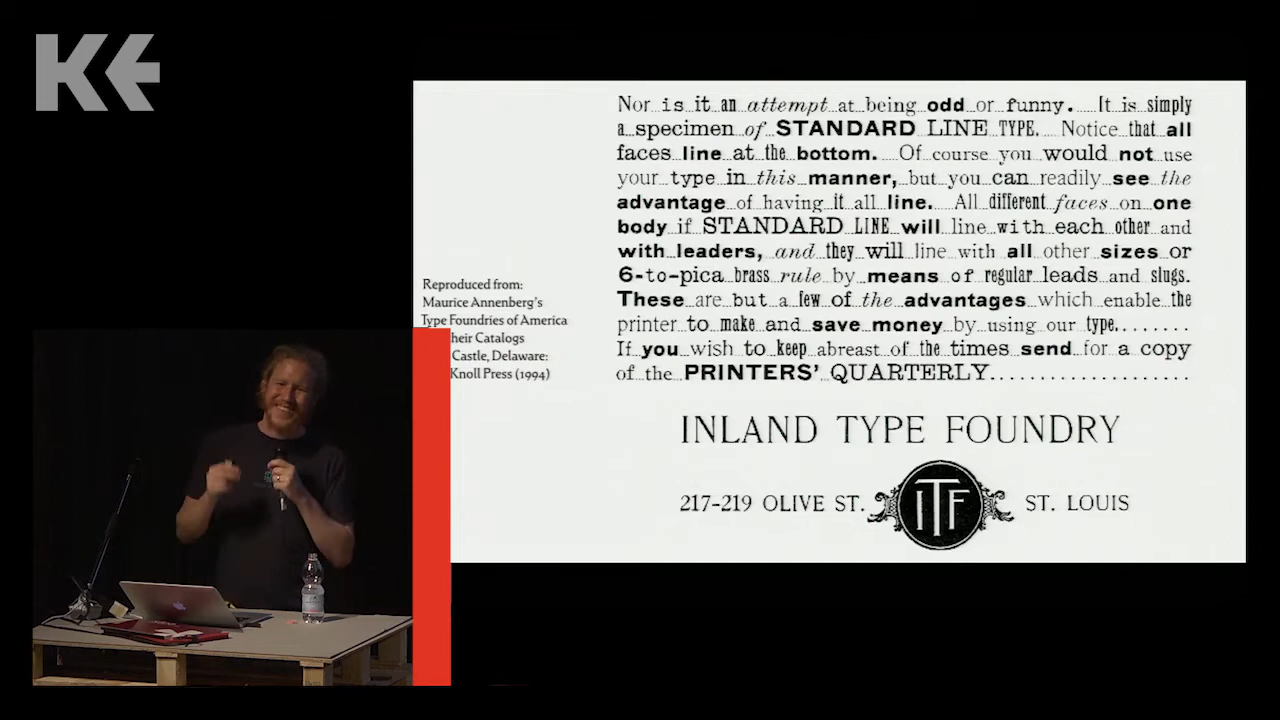 KE
Nor is it an attempt at being odd or funny. It is simply
a specimen of STANDARD LINE TYPE. Notice that all
faces line at the bottom. Of course you would not use
your type in this manner, but you can readily see the
advantage of having it all line. All different faces on one
body if STANDARD LINE will line with each other and
with leaders, and they will line with all other sizes or
6-to-pica brass rule by means of regular leads and slugs.
These are but a few of the advantages which enable the
printer to make and save money by using our type........
If you wish to keep abreast of the times send for a copy
of the PRINTERS' QUARTERLY....................
Reproduced from:
Maurice Annenberg's
Type Foundries of America
heir Catalogs
Castle, Delaware:
Knoll Press (1994)
INLAND TYPE FOUNDRY
217-219 OLIVE ST. ITF ST. LOUIS